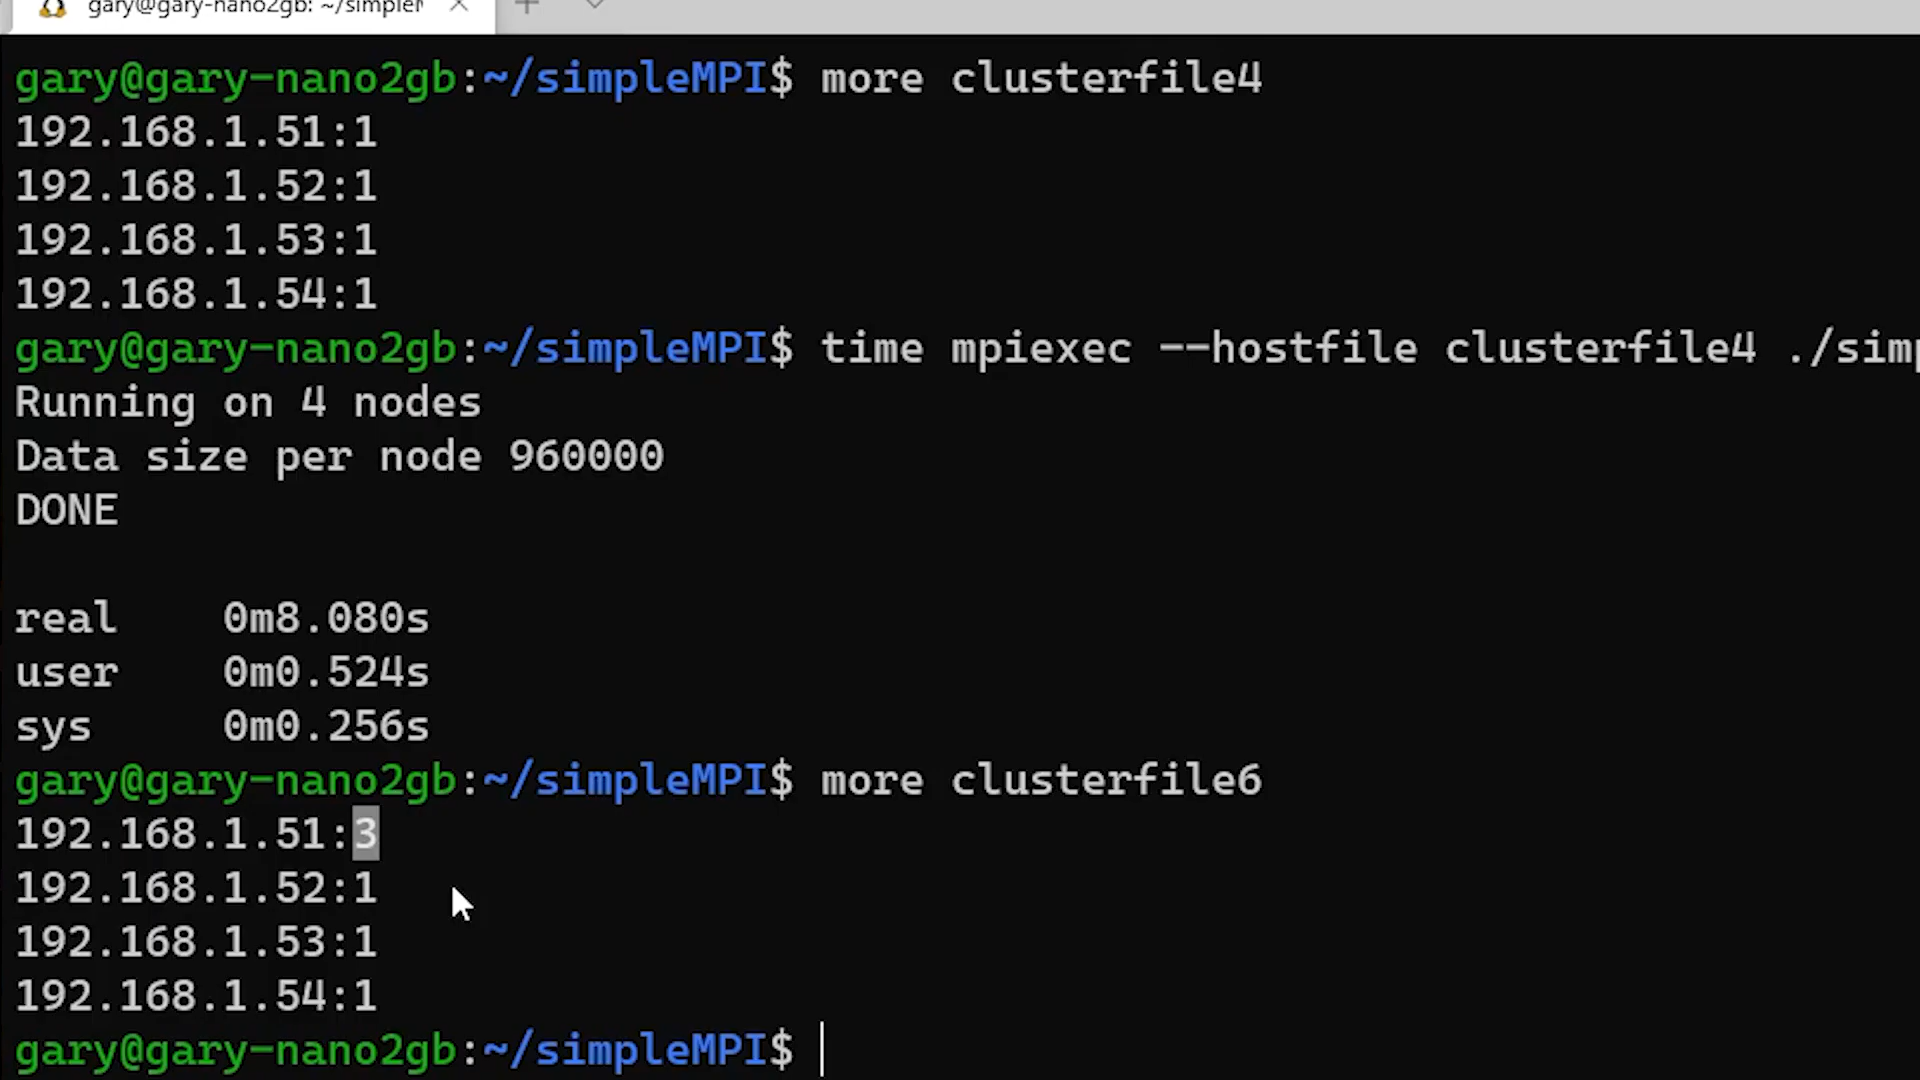 gary@gary-nano2gb: ~/simpleM
gary@gary-nano2gb:~/simpleMPI$ more clusterfile4
192.168.1.51:1
192.168.1.52:1
192.168.1.53:1
192.168.1.54:1
gary@gary-nano2gb:~/simpleMPI$ time mpiexec --hostfile clusterfile4 ./simp
Running on 4 nodes
Data size per node 960000
DONE
real 0m8.080s
user 0m0.524s
sys 0m0.256s
gary@gary-nano2gb:~/simpleMPI$ more clusterfile6
192.168.1.51:3
192.168.1.52:1
192.168.1.53:1
192.168.1.54:1
gary@gary-nano2gb:~/simpleMPI$